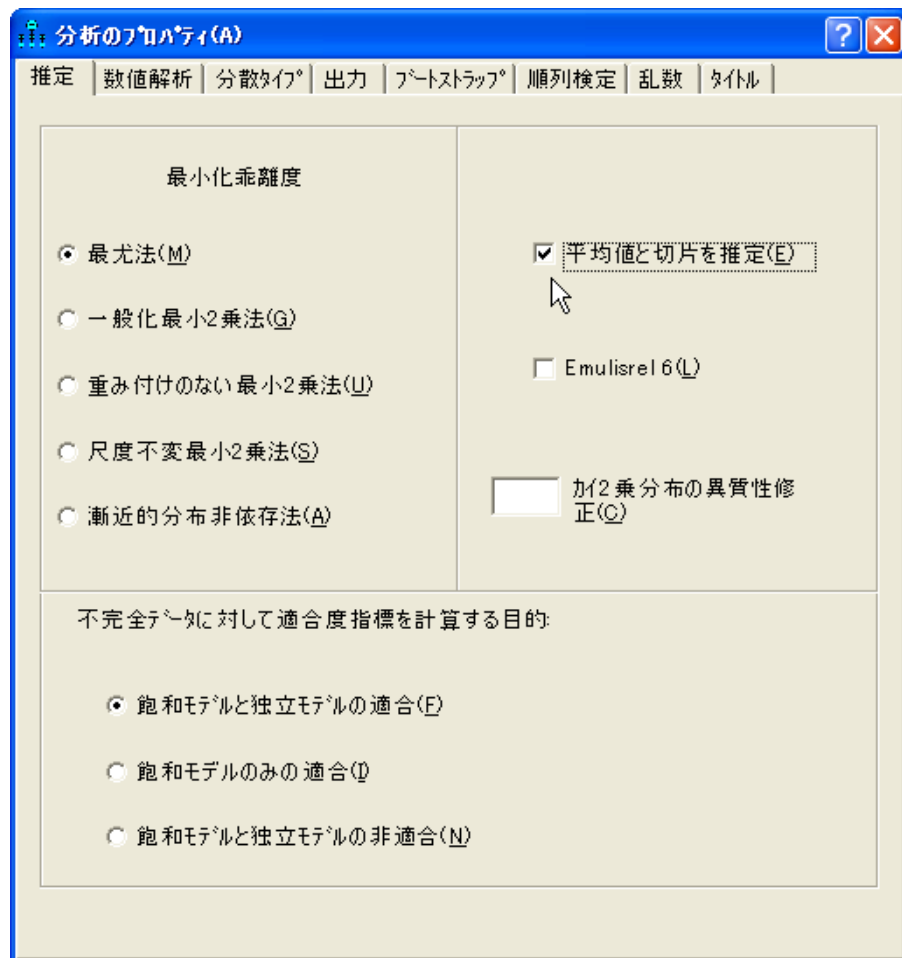 分析のﾌﾟﾛﾊﾟﾃｨ(A)
推定 数値解析 分散ﾀｲﾌﾟ 出力 ﾌﾞｰﾄｽﾄﾗｯﾌﾟ 順列検定 乱数 ﾀｲﾄﾙ
最小化乖離度
最尤法(M)
一般化最小2乗法(G)
重み付けのない最小2乗法(U)
尺度不変最小2乗法(S)
漸近的分布非依存法(A)
平均値と切片を推定(E)
Emulisrel 6(L)
ｶｲ2乗分布の異質性修
正(C)
不完全ﾃﾞｰﾀに対して適合度指標を計算する目的:
飽和ﾓﾃﾞﾙと独立ﾓﾃﾞﾙの適合(F)
飽和モデルのみの適合(I)
飽和ﾓﾃﾞﾙと独立ﾓﾃﾞﾙの非適合(N)